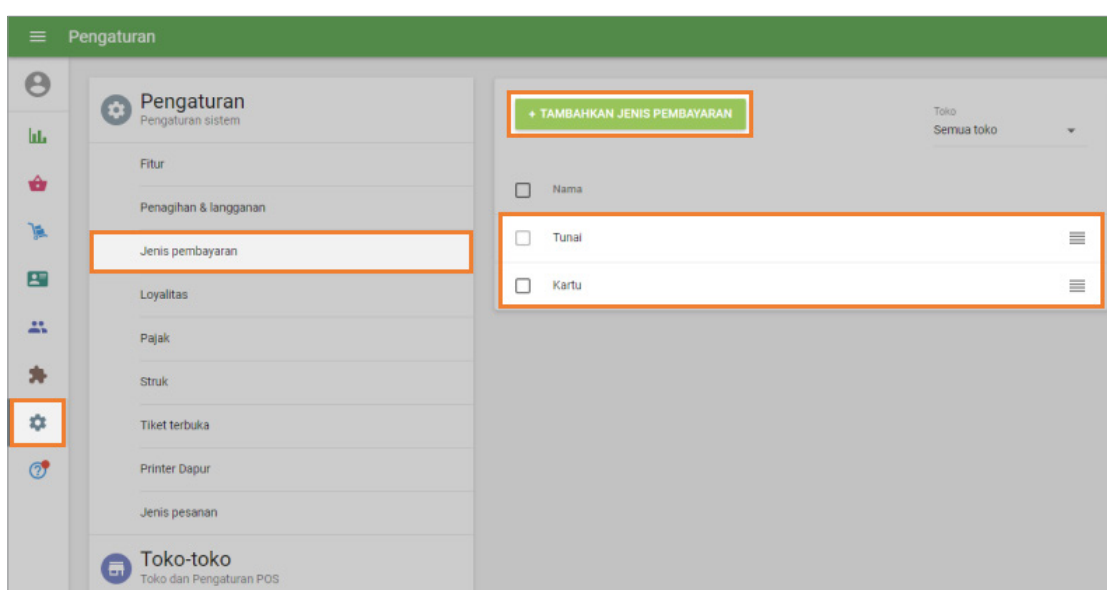 Pengaturan
Pengaturan
Pengaturan sistem
Fitur
Penagihan & langganan
Jenis pembayaran
Loyalitas
Pajak
Struk
Tiket terbuka
Printer Dapur
Jenis pesanan
Toko-toko
Toko dan Pengaturan POS
+ TAMBAHKAN JENIS PEMBAYARAN
Toko
Semua toko
Nama
Tunai
Kartu